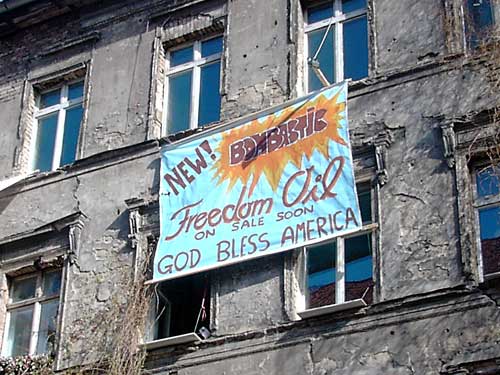 NEW!
BOMBASTIC
Freedom Oil
ON SALE SOON
GOD BLESS AMERICA